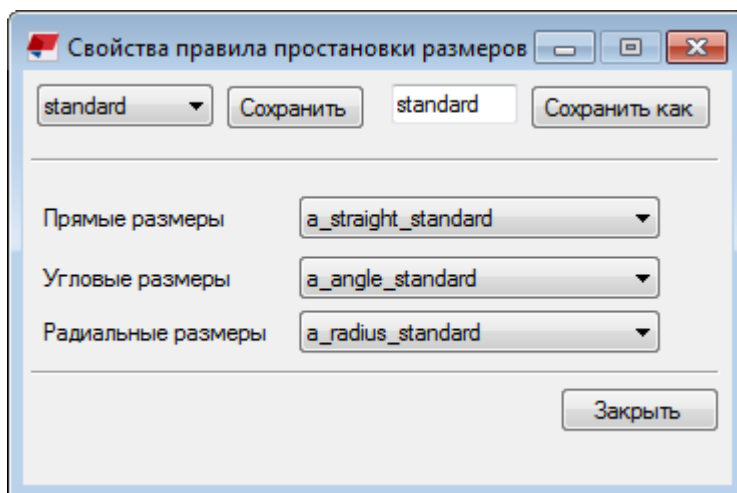 Свойства правила простановки размеров
standard Сохранить standard Сохранить как
Прямые размеры a_straight_standard
Угловые размеры a_angle_standard
Радиальные размеры a_radius_standard
Закрыть